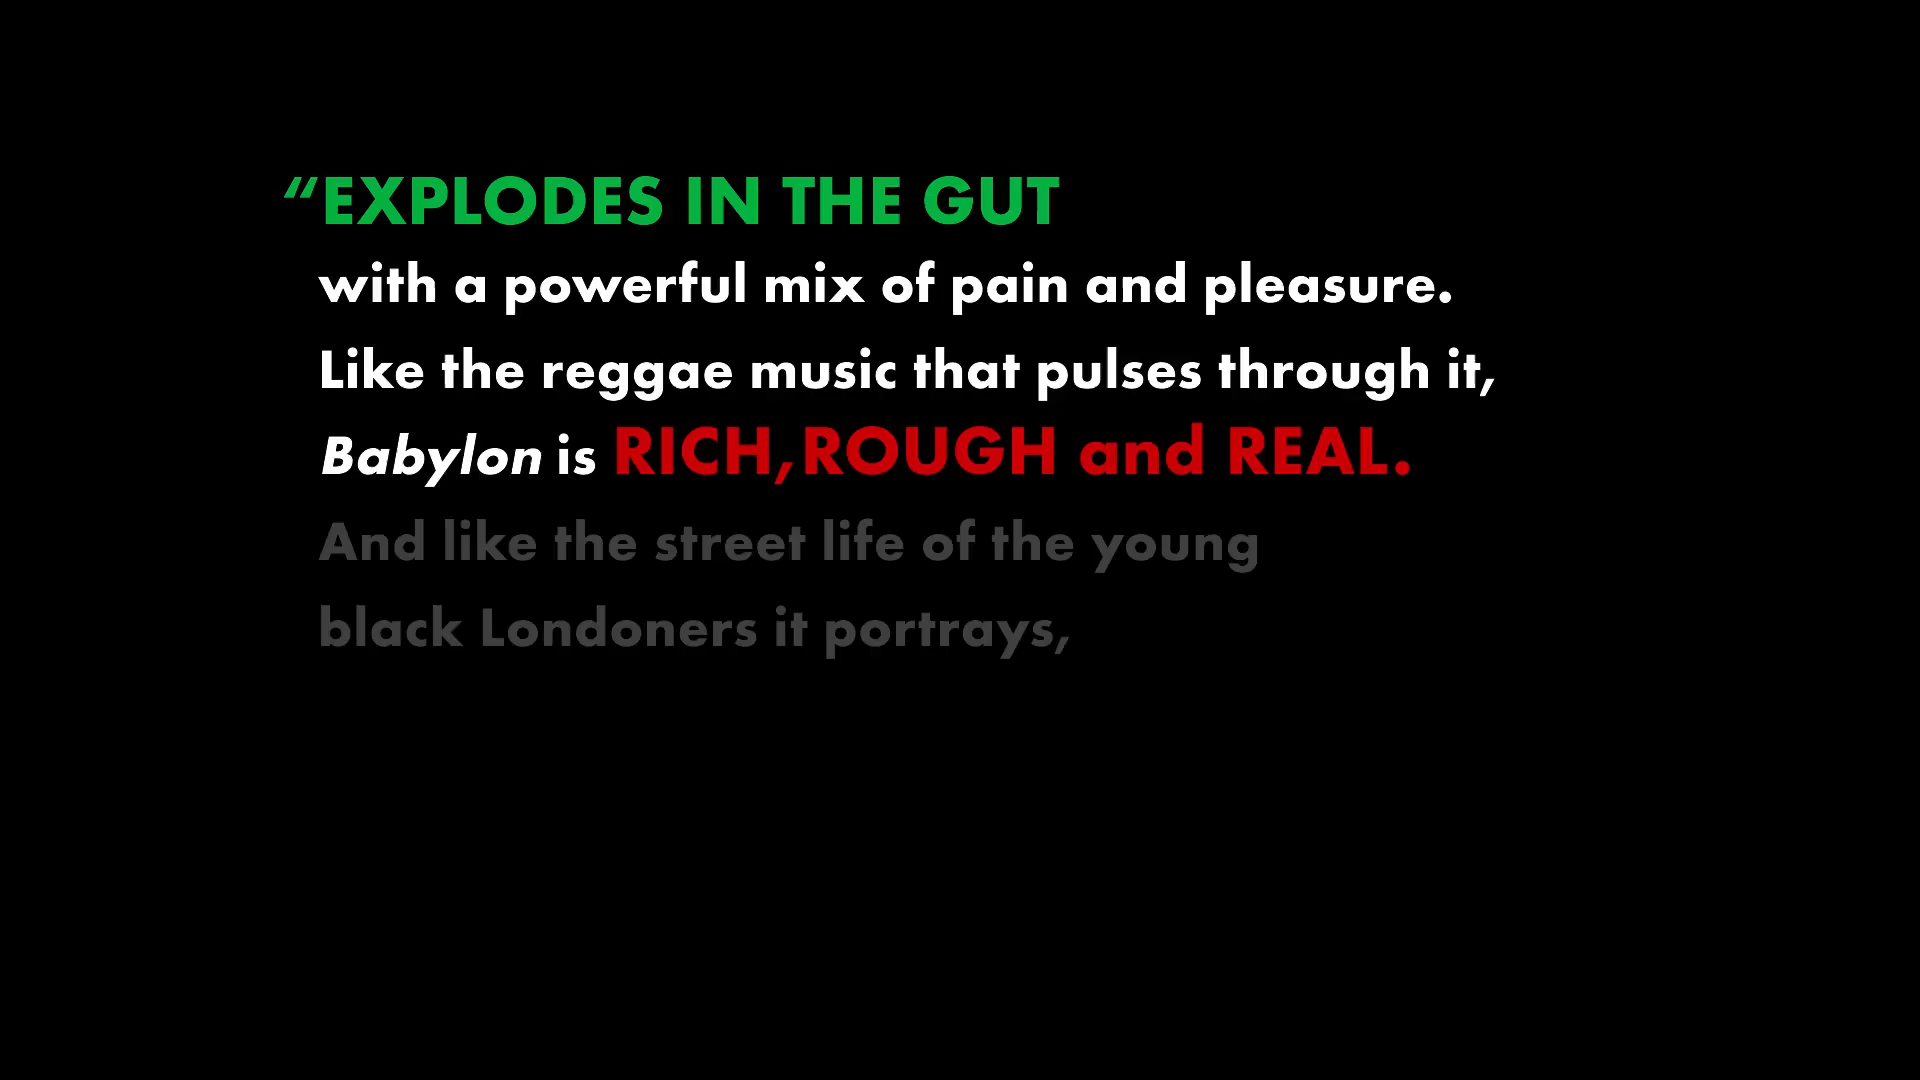 “EXPLODES IN THE GUT
with a powerful mix of pain and pleasure.
Like the reggae music that pulses through it,
Babylon is RICH, ROUGH and REAL.
And like the street life of the young
black Londoners it portrays,